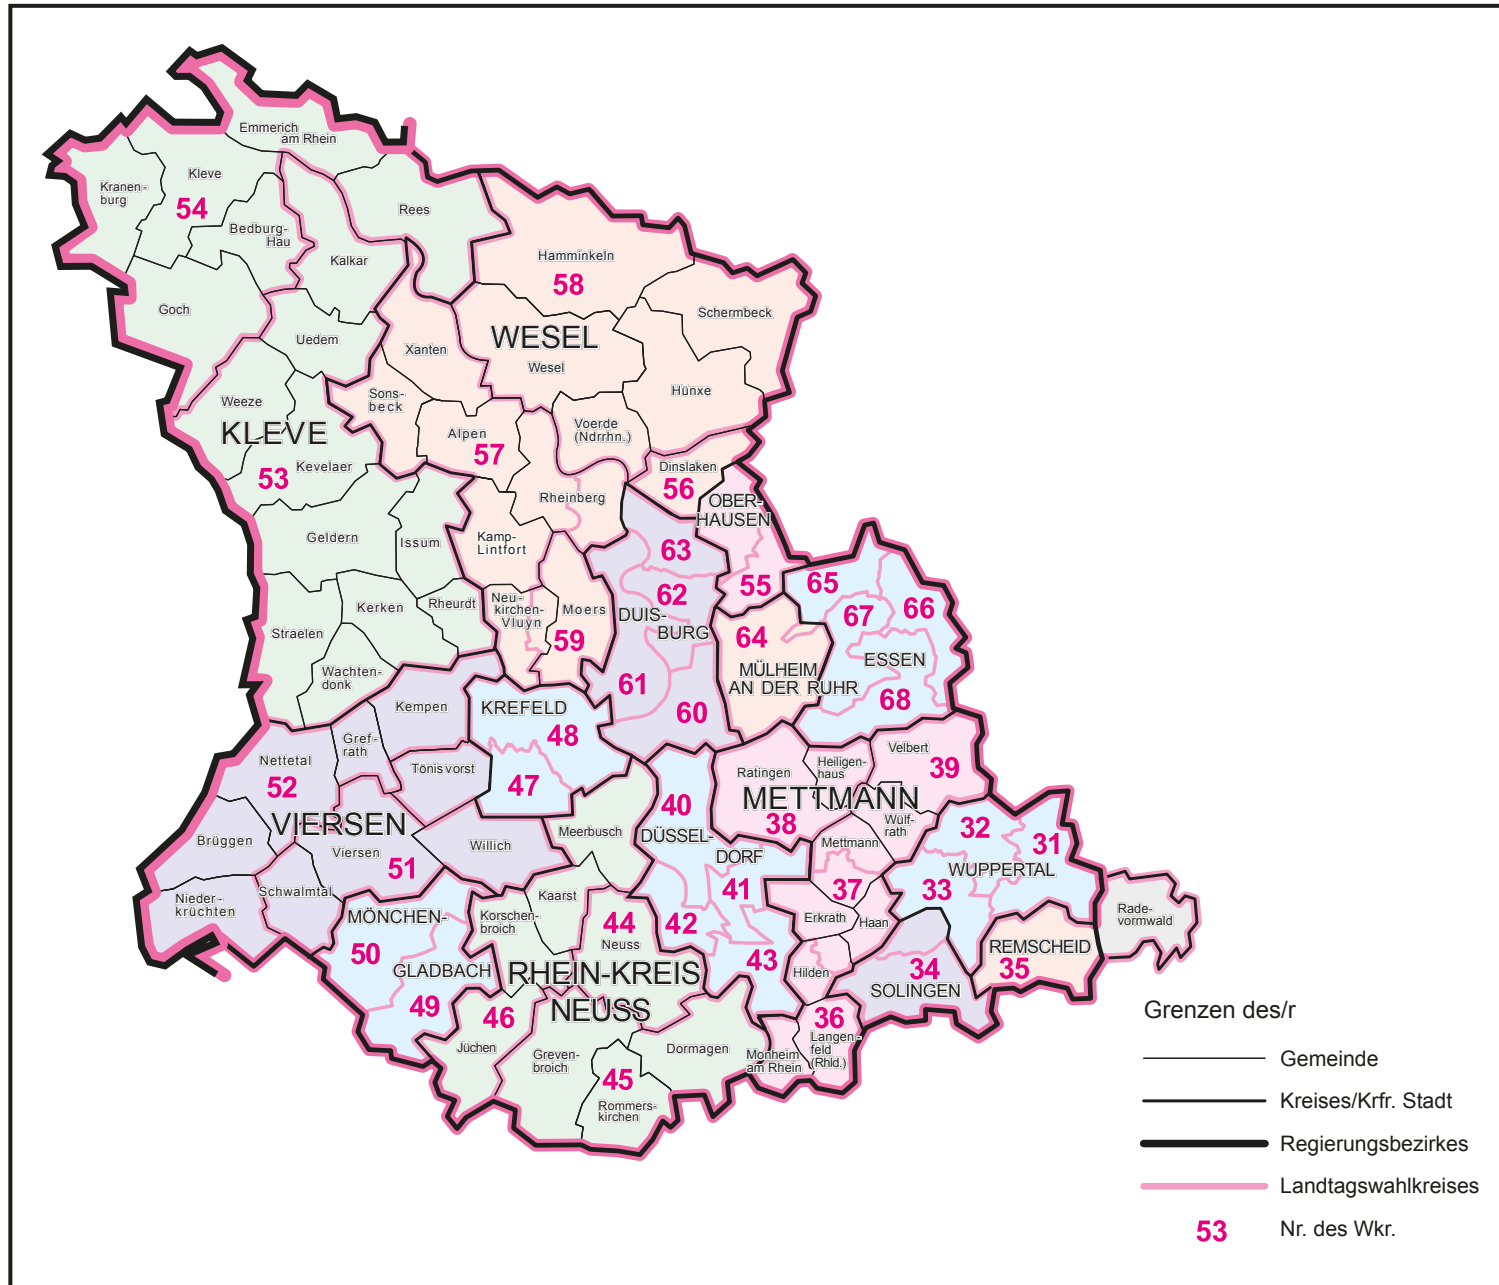 Emmerich
am Rhein
Kleve
Kranen-
burg
54
Bedburg-
Hau
Rees
Kalkar
Hamminkeln
58
Goch
Schermbeck
Uedem
Xanten
WESEL
Wesel
Hünxe
Weeze
Sons-
beck
KLEVE
Alpen
57
Voerde
(Ndrrhn.)
Kevelaer
53
Dinslaken
56
Rheinberg
OBER-
HAUSEN
Geldern
Issum
Kamp-
Lintfort
63
55
65
66
67
62
Kerken
Rheurdt
Neu-
kirchen-
Vluyn
Moers
59
DUIS-
BURG
64
Straelen
Wachten-
donk
MÜLHEIM
AN DER RUHR
ESSEN
68
61
60
Kempen
KREFELD
48
Gref-
rath
Nettetal
52
Tönisvorst
47
Velbert
39
Heiligen-
haus
Ratingen
METTMANN
38
40
VIERSEN
Brüggen
Viersen
51
Willich
Meerbusch
DÜSSEL-
DORF
Wülf-
rath
Mettmann
32
31
WUPPERTAL
33
41
37
Schwalmtal
Nieder-
krüchten
MÖNCHEN-
GLADBACH
50
49
Kaarst
Korschen-
broich
44
Neuss
42
43
Erkrath
Haan
Hilden
Rade-
vormwald
REMSCHEID
35
34
SOLINGEN
RHEIN-KREIS
NEUSS
46
Jüchen
Greven-
broich
45
Rommers-
kirchen
Dormagen
Monheim
am Rhein
36
Langen-
feld
(Rhld.)
Grenzen des/r
Gemeinde
Kreises/Krfr. Stadt
Regierungsbezirkes
Landtagswahlkreises
53 Nr. des Wkr.